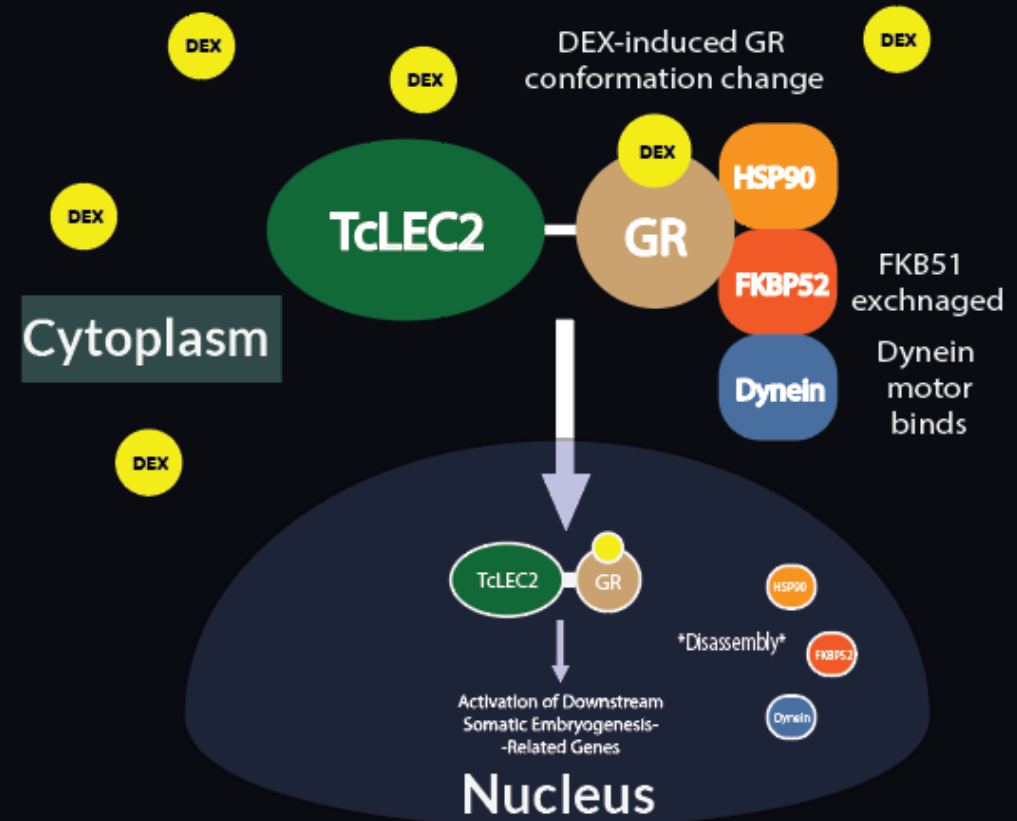 DEX
DEX
DEX
DEX-induced GR
conformation change
DEX
HSP90
DEX
TcLEC2
GR
FKBP52
FKB51
exchnaged
Cytoplasm
Dynein
Dynein
motor
binds
DEX
TcLEC2
GR
HSP90
*Disassembly*
FKBP52
Dynein
Activation of Downstream
Somatic Embryogenesis-
-Related Genes
Nucleus